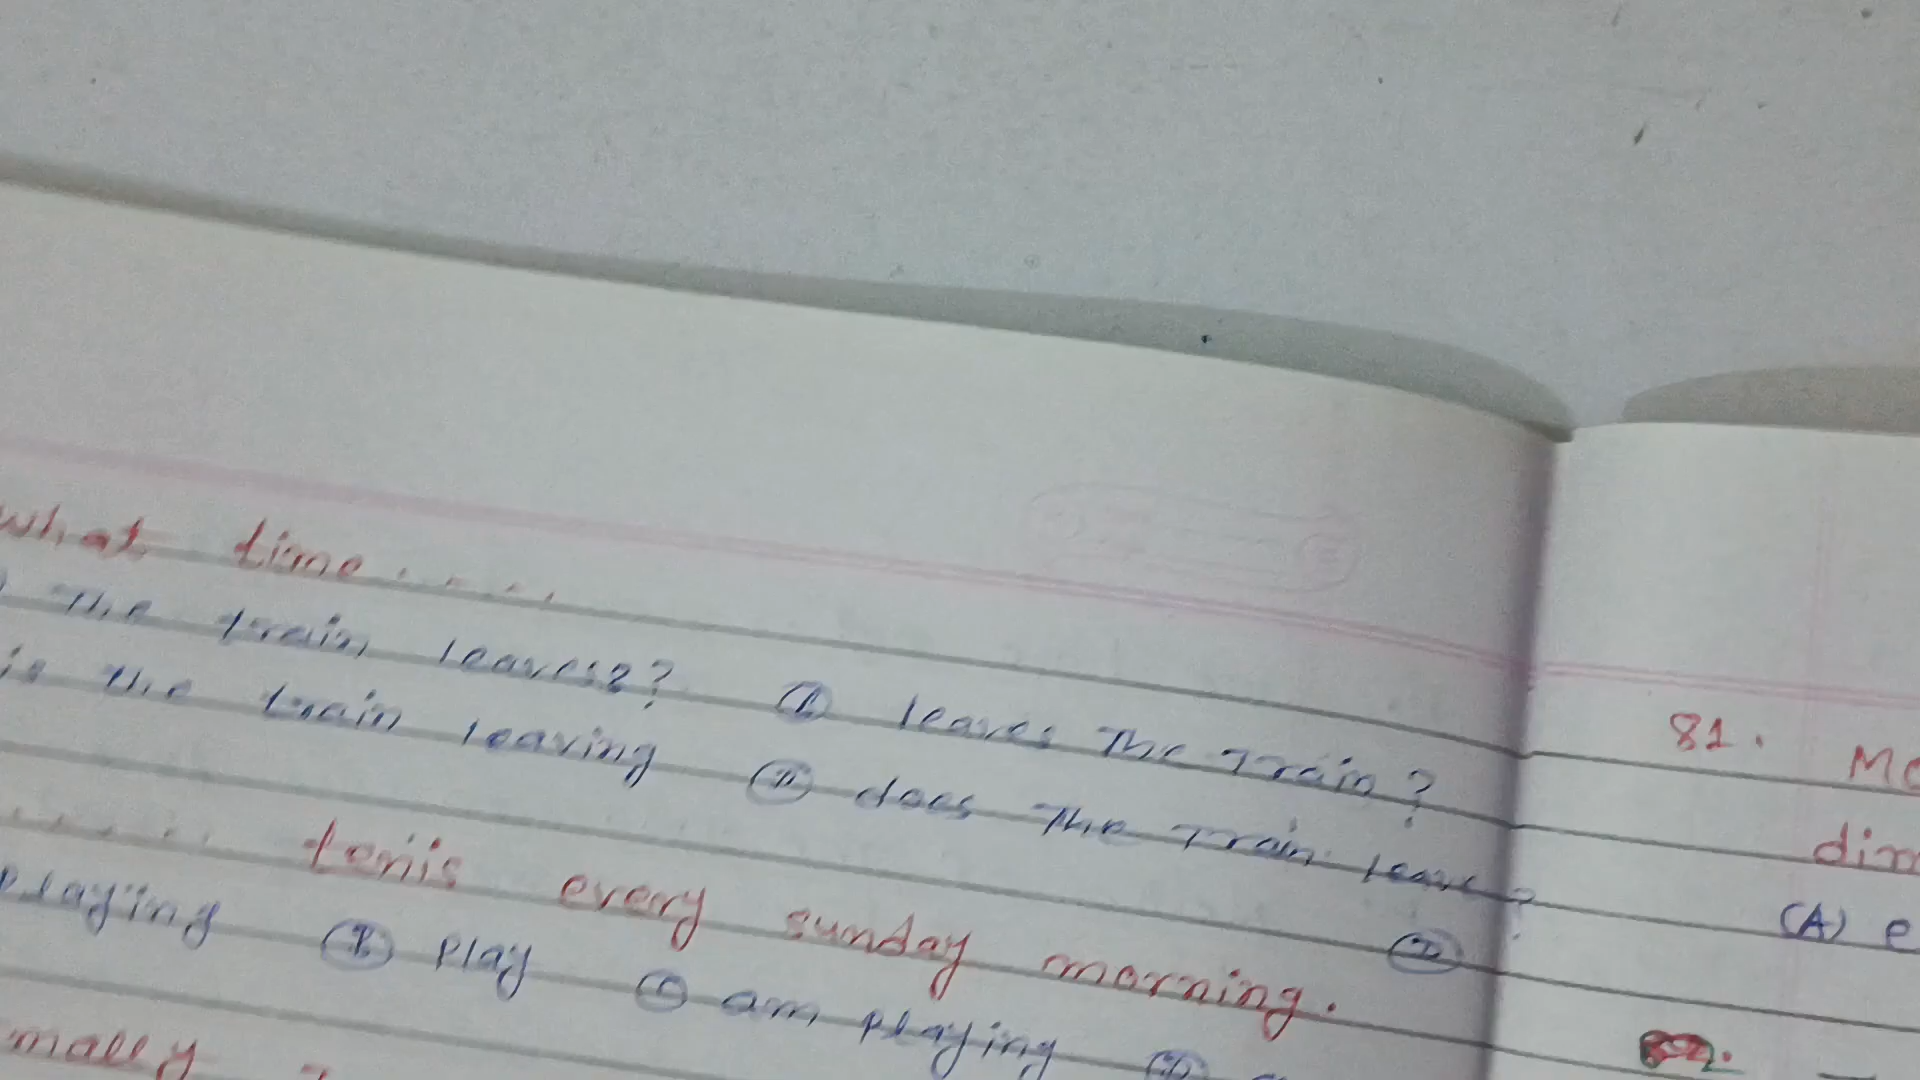 what time.....
the train leaves?
leaves the train?
is the train leaving
does the train leave?
...... tenis every sunday morning.
playing (B) play (C) am playing
mally
81.
(A) e